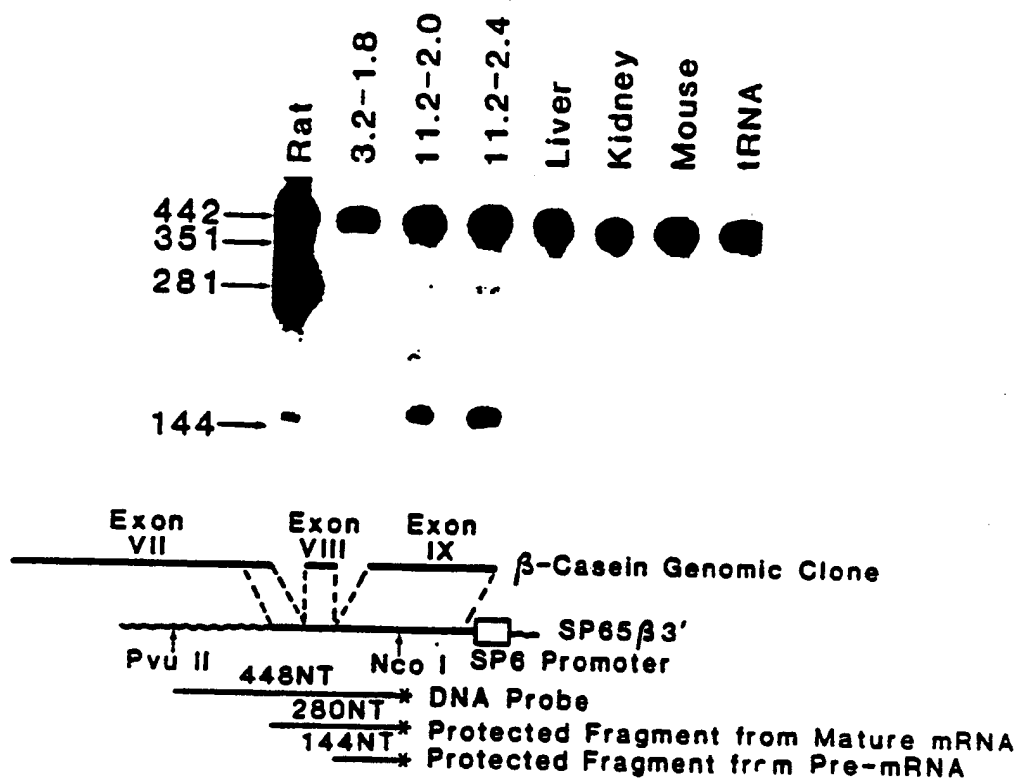 Rat
3.2-1.8
11.2-2.0
11.2-2.4
Liver
Kidney
Mouse
tRNA
442
351
281
144
Exon VII
Exon VIII
Exon IX
β-Casein Genomic Clone
SP65β3'
Pvu II
Nco I
SP6 Promoter
448NT
* DNA Probe
280NT
* Protected Fragment from Mature mRNA
144NT
* Protected Fragment from Pre-mRNA